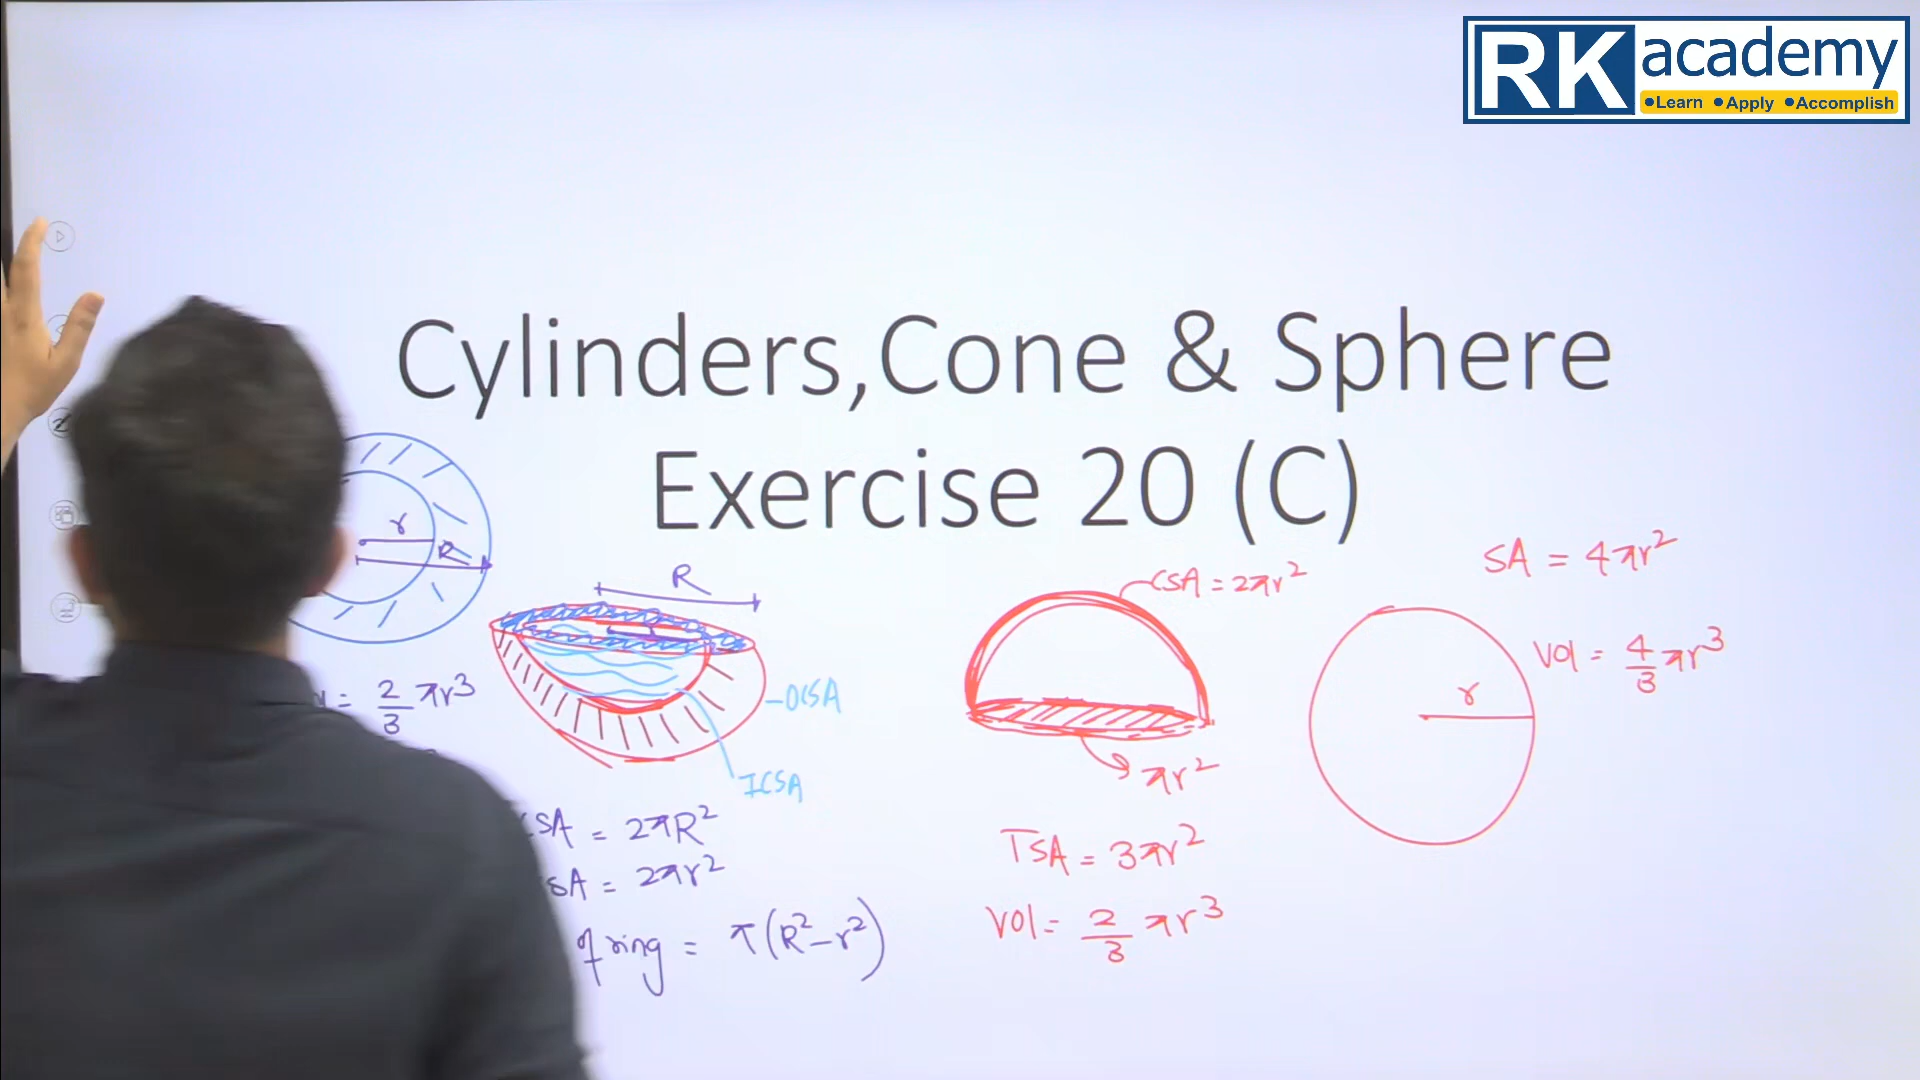 RK academy
•Learn •Apply •Accomplish
Cylinders,Cone & Sphere
Exercise 20 (C)
r
R
= 2/3 πr³
R
OCSA
ICSA
SA = 2πR²
SA = 2πr²
of ring = π(R²-r²)
CSA = 2πr²
πr²
TSA = 3πr²
Vol = 2/3 πr³
SA = 4πr²
Vol = 4/3 πr³
r